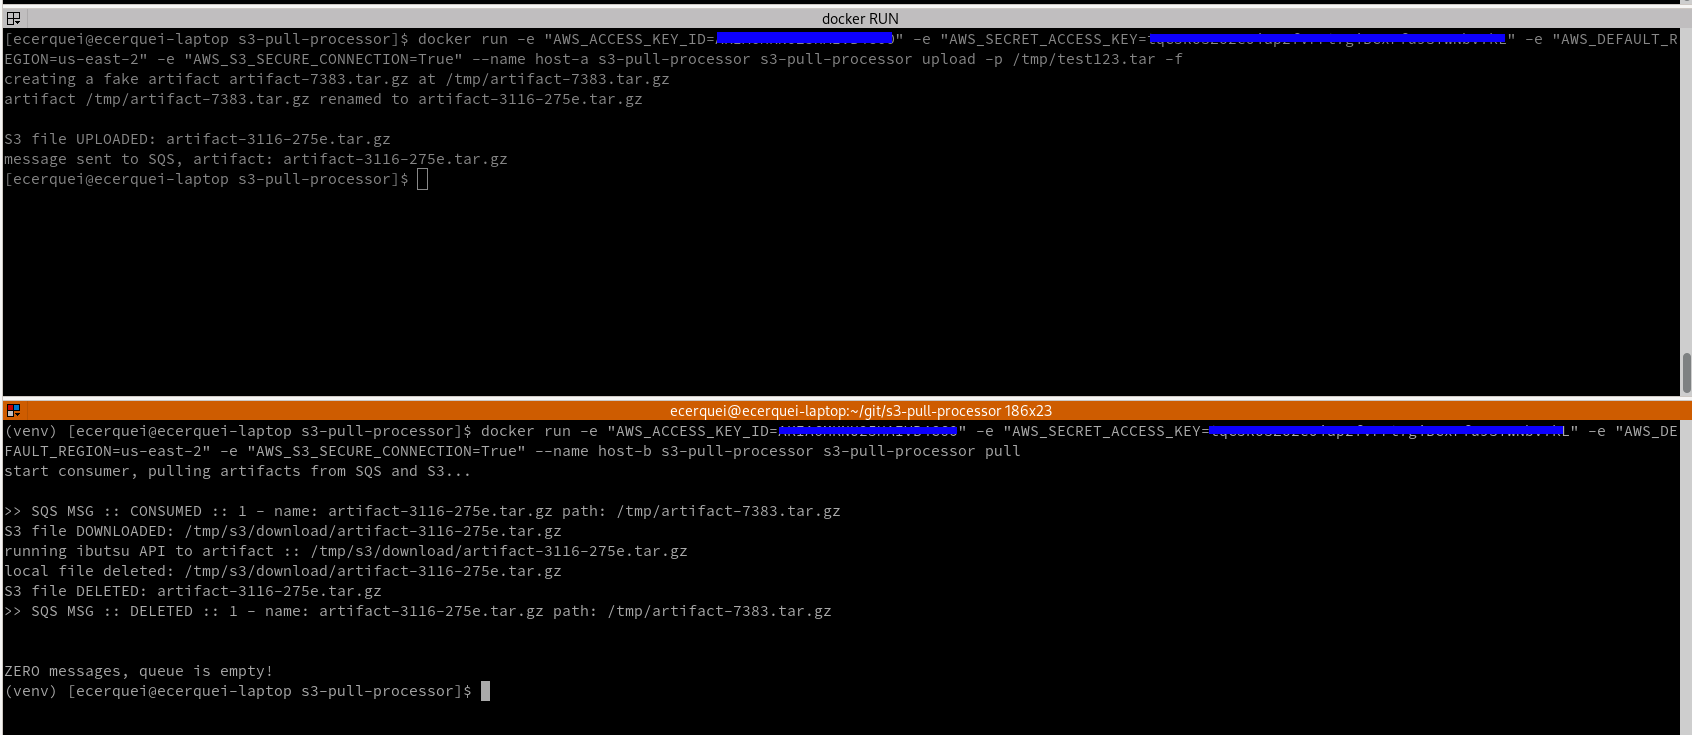 docker RUN
[ecerquei@ecerquei-laptop s3-pull-processor]$ docker run -e "AWS_ACCESS_KEY_ID= " -e "AWS_SECRET_ACCESS_KEY= " -e "AWS_DEFAULT_R
EGION=us-east-2" -e "AWS_S3_SECURE_CONNECTION=True" --name host-a s3-pull-processor s3-pull-processor upload -p /tmp/test123.tar -f
creating a fake artifact artifact-7383.tar.gz at /tmp/artifact-7383.tar.gz
artifact /tmp/artifact-7383.tar.gz renamed to artifact-3116-275e.tar.gz
S3 file UPLOADED: artifact-3116-275e.tar.gz
message sent to SQS, artifact: artifact-3116-275e.tar.gz
[ecerquei@ecerquei-laptop s3-pull-processor]$
ecerquei@ecerquei-laptop:~/git/s3-pull-processor 186x23
(venv) [ecerquei@ecerquei-laptop s3-pull-processor]$ docker run -e "AWS_ACCESS_KEY_ID= " -e "AWS_SECRET_ACCESS_KEY= " -e "AWS_DE
FAULT_REGION=us-east-2" -e "AWS_S3_SECURE_CONNECTION=True" --name host-b s3-pull-processor s3-pull-processor pull
start consumer, pulling artifacts from SQS and S3...
>> SQS MSG :: CONSUMED :: 1 - name: artifact-3116-275e.tar.gz path: /tmp/artifact-7383.tar.gz
S3 file DOWNLOADED: /tmp/s3/download/artifact-3116-275e.tar.gz
running ibutsu API to artifact :: /tmp/s3/download/artifact-3116-275e.tar.gz
local file deleted: /tmp/s3/download/artifact-3116-275e.tar.gz
S3 file DELETED: artifact-3116-275e.tar.gz
>> SQS MSG :: DELETED :: 1 - name: artifact-3116-275e.tar.gz path: /tmp/artifact-7383.tar.gz
ZERO messages, queue is empty!
(venv) [ecerquei@ecerquei-laptop s3-pull-processor]$